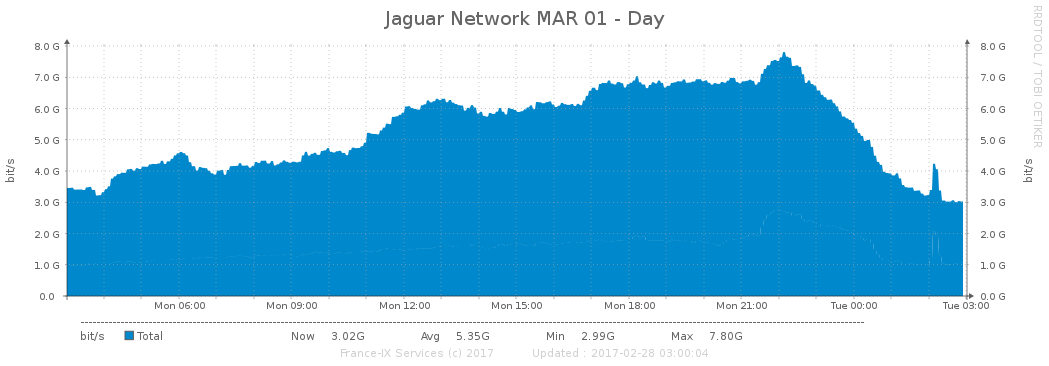 Jaguar Network MAR 01 - Day
RRDTOOL / TOBI OETIKER
8.0 G 8.0 G
7.0 G 7.0 G
6.0 G 6.0 G
5.0 G 5.0 G
4.0 G 4.0 G
3.0 G 3.0 G
2.0 G 2.0 G
1.0 G 1.0 G
0.0 0.0 G
bit/s
bit/s
Mon 06:00 Mon 09:00 Mon 12:00 Mon 15:00 Mon 18:00 Mon 21:00 Tue 00:00 Tue 03:00
bit/s Total Now 3.02G Avg 5.35G Min 2.99G Max 7.80G
France-IX Services (c) 2017 Updated : 2017-02-28 03:00:04